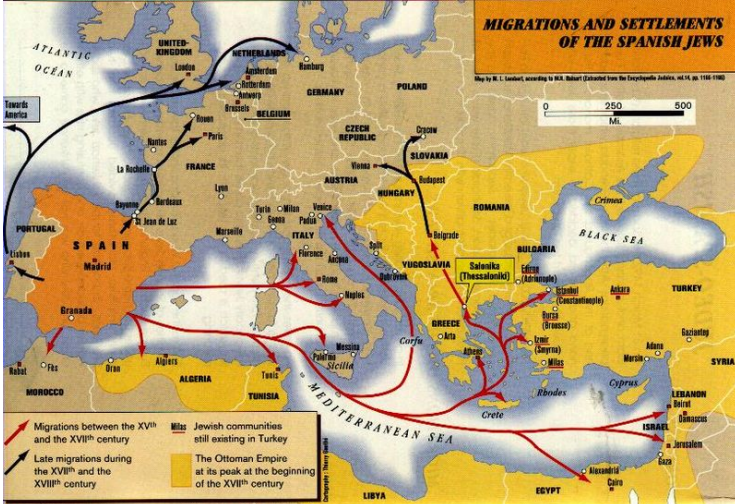 MIGRATIONS AND SETTLEMENTS
OF THE SPANISH JEWS
ATLANTIC
OCÉAN
Towards
America
UNITED-
KINGDOM
London
NETHERLANDS
Amsterdam
Rotterdam
Antwerp
Brussels
BELGIUM
Hamburg
GERMANY
POLAND
0 250 500
Mi.
Rouen
Paris
Nantes
La Rochelle
FRANCE
Lyon
Bordeaux
Bayonne
St Jean de Luz
Marseille
CZECH
REPUBLIC
Cracow
SLOVAKIA
Vienna
AUSTRIA
Budapest
HUNGARY
ROMANIA
Crimea
BLACK SEA
Turin
Milan
Genoa
Venice
Padua
ITALY
Florence
Ancona
Rome
Naples
Split
Dubrovnik
Belgrade
YUGOSLAVIA
BULGARIA
Salonika
(Thessaloniki)
Edirne
(Adrianople)
Istanbul
(Constantinople)
Bursa
(Brousse)
Ankara
TURKEY
PORTUGAL
Lisbon
SPAIN
Madrid
Granada
GREECE
Arta
Athens
Corfu
Izmir
(Smyrna)
Milas
Adana
Mersin
Gaziantep
SYRIA
Rabat
Fes
MOROCCO
Oran
Algiers
ALGERIA
Tunis
TUNISIA
Palermo
Messina
Sicilia
MEDITERRANEAN SEA
Crete
Rhodes
Cyprus
LEBANON
Beirut
Damascus
ISRAEL
Jerusalem
Gaza
Alexandria
Cairo
EGYPT
LIBYA
Migrations between the XVth
and the XVIIth century
Late migrations during
the XVIIth and the
XVIIIth century
Milas
Jewish communities
still existing in Turkey
The Ottoman Empire
at its peak at the beginning
of the XVIIth century